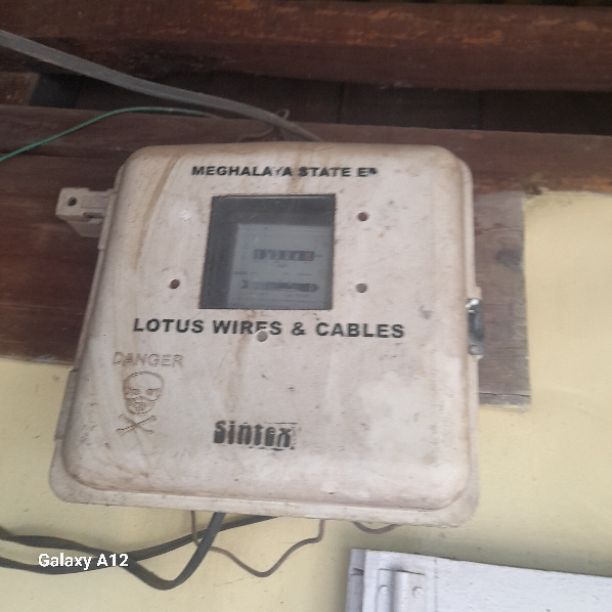 MEGHALAYA STATE E
LOTUS WIRES & CABLES
DANGER
Sintex
Galaxy A12